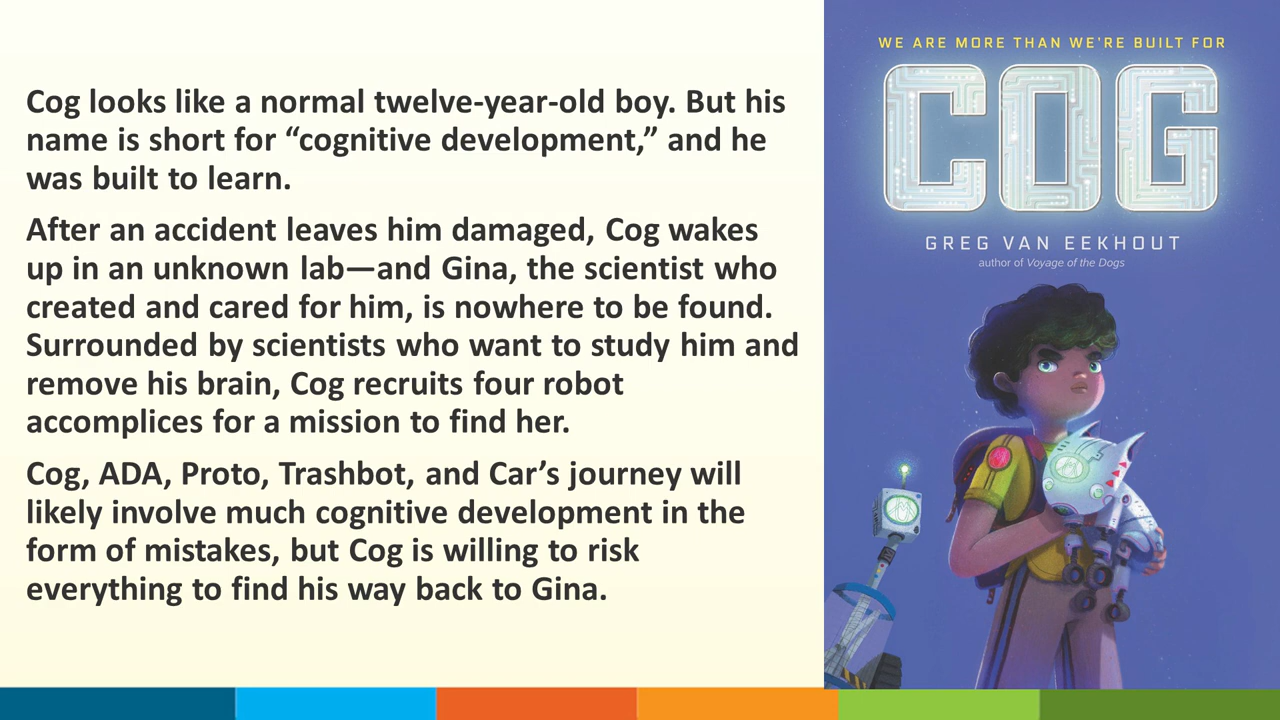 Cog looks like a normal twelve-year-old boy. But his
name is short for “cognitive development,” and he
was built to learn.
After an accident leaves him damaged, Cog wakes
up in an unknown lab—and Gina, the scientist who
created and cared for him, is nowhere to be found.
Surrounded by scientists who want to study him and
remove his brain, Cog recruits four robot
accomplices for a mission to find her.
Cog, ADA, Proto, Trashbot, and Car’s journey will
likely involve much cognitive development in the
form of mistakes, but Cog is willing to risk
everything to find his way back to Gina.
WE ARE MORE THAN WE'RE BUILT FOR
COG
GREG VAN EEKHOUT
author of Voyage of the Dogs